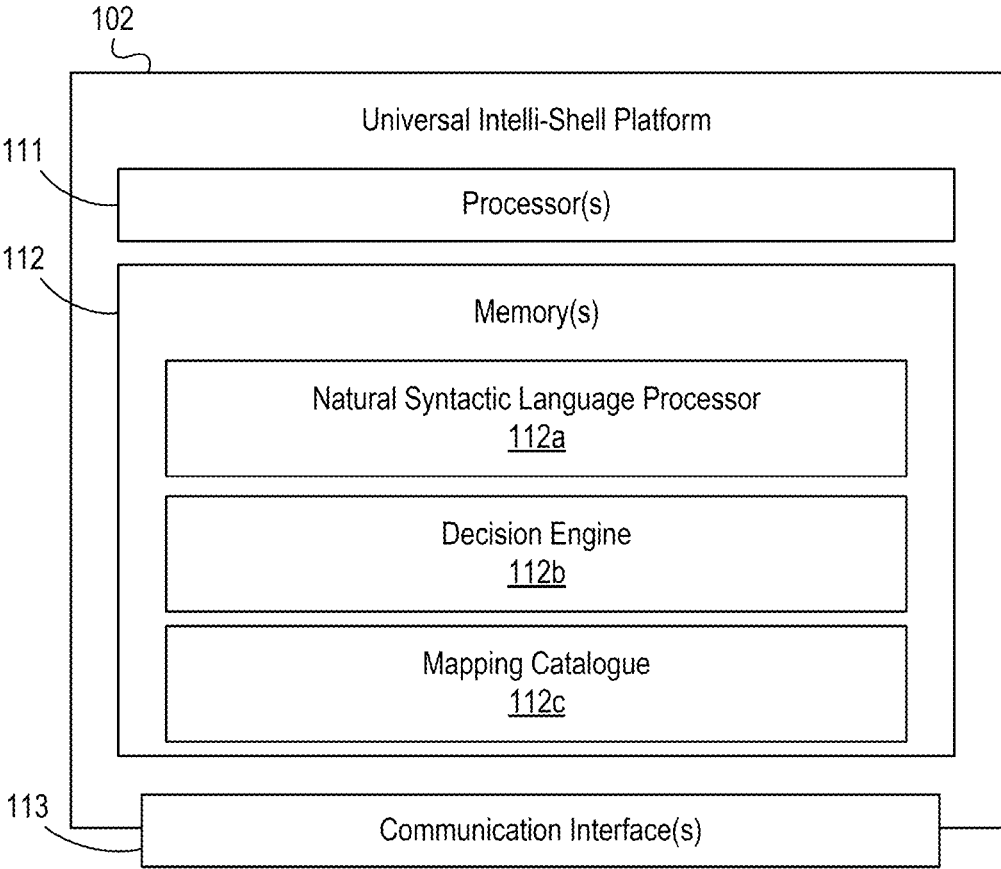 102
Universal Intelli-Shell Platform
111
Processor(s)
112
Memory(s)
Natural Syntactic Language Processor
112a
Decision Engine
112b
Mapping Catalogue
112c
113
Communication Interface(s)